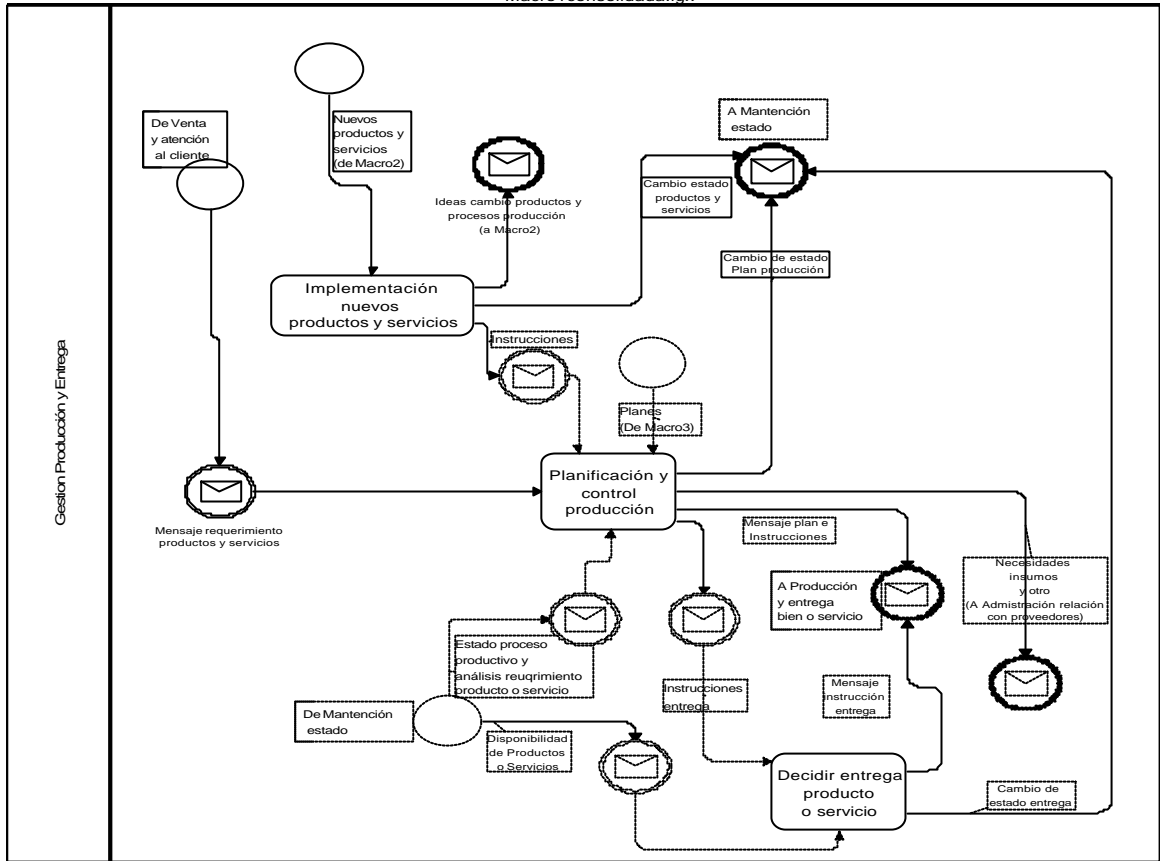 De Venta
y atención
al cliente
Nuevos
productos y
servicios
(de Macro2)
A Mantención
estado
Ideas cambio productos y
procesos producción
(a Macro2)
Cambio estado
productos y
servicios
Cambio de estado
Plan producción
Implementación
nuevos
productos y servicios
Instrucciones
Planes
(De Macro3)
Gestion Producción y Entrega
Planificación y
control
producción
Mensaje requerimiento
productos y servicios
Mensaje plan e
Instrucciones
Necesidades
insumos
y otro
(A Admistración relación
con proveedores)
A Producción
y entrega
bien o servicio
Estado proceso
productivo y
análisis reuqrimiento
producto o servicio
Instrucciones
entrega
Mensaje
instrucción
entrega
De Mantención
estado
Disponibilidad
de Productos
o Servicios
Decidir entrega
producto
o servicio
Cambio de
estado entrega